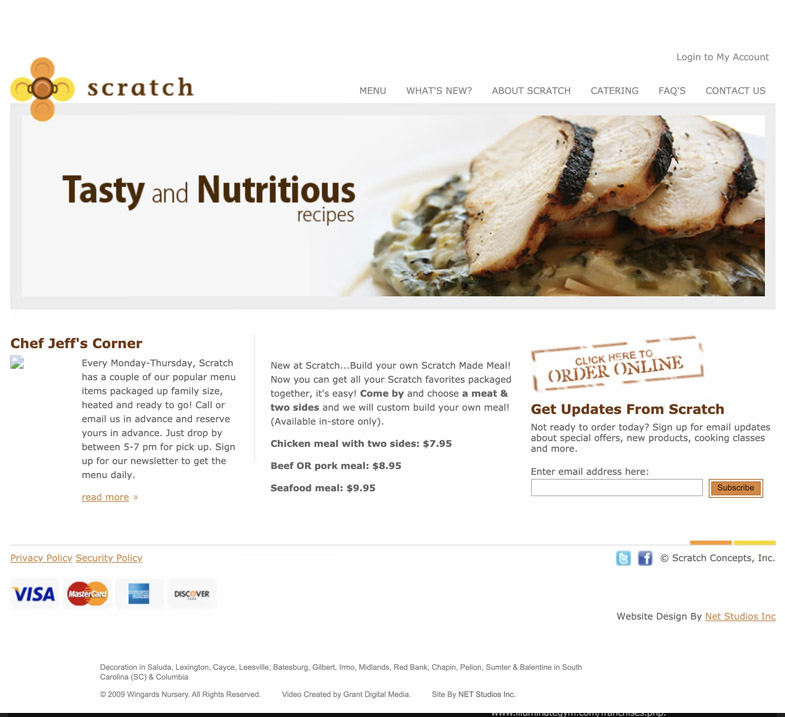 Login to My Account
scratch
MENU WHAT'S NEW? ABOUT SCRATCH CATERING FAQ'S CONTACT US
Tasty and Nutritious
recipes
Chef Jeff's Corner
Every Monday-Thursday, Scratch
has a couple of our popular menu
items packaged up family size,
heated and ready to go! Call or
email us in advance and reserve
yours in advance. Just drop by
between 5-7 pm for pick up. Sign
up for our newsletter to get the
menu daily.
read more »
New at Scratch...Build your own Scratch Made Meal!
Now you can get all your Scratch favorites packaged
together, it's easy! Come by and choose a meat &
two sides and we will custom build your own meal!
(Available in-store only).
Chicken meal with two sides: $7.95
Beef OR pork meal: $8.95
Seafood meal: $9.95
CLICK HERE TO
ORDER ONLINE
Get Updates From Scratch
Not ready to order today? Sign up for email updates
about special offers, new products, cooking classes
and more.
Enter email address here:
Subscribe
Privacy Policy Security Policy
© Scratch Concepts, Inc.
VISA MasterCard DISCOVER
Website Design By Net Studios Inc
Decoration in Saluda, Lexington, Cayce, Leesville, Batesburg, Gilbert, Irmo, Midlands, Red Bank, Chapin, Pelion, Sumter & Balentine in South
Carolina (SC) & Columbia
© 2009 Wingards Nursery. All Rights Reserved. Video Created by Grant Digital Media. Site By NET Studios Inc.
www.illuminategym.com/franchises.php.